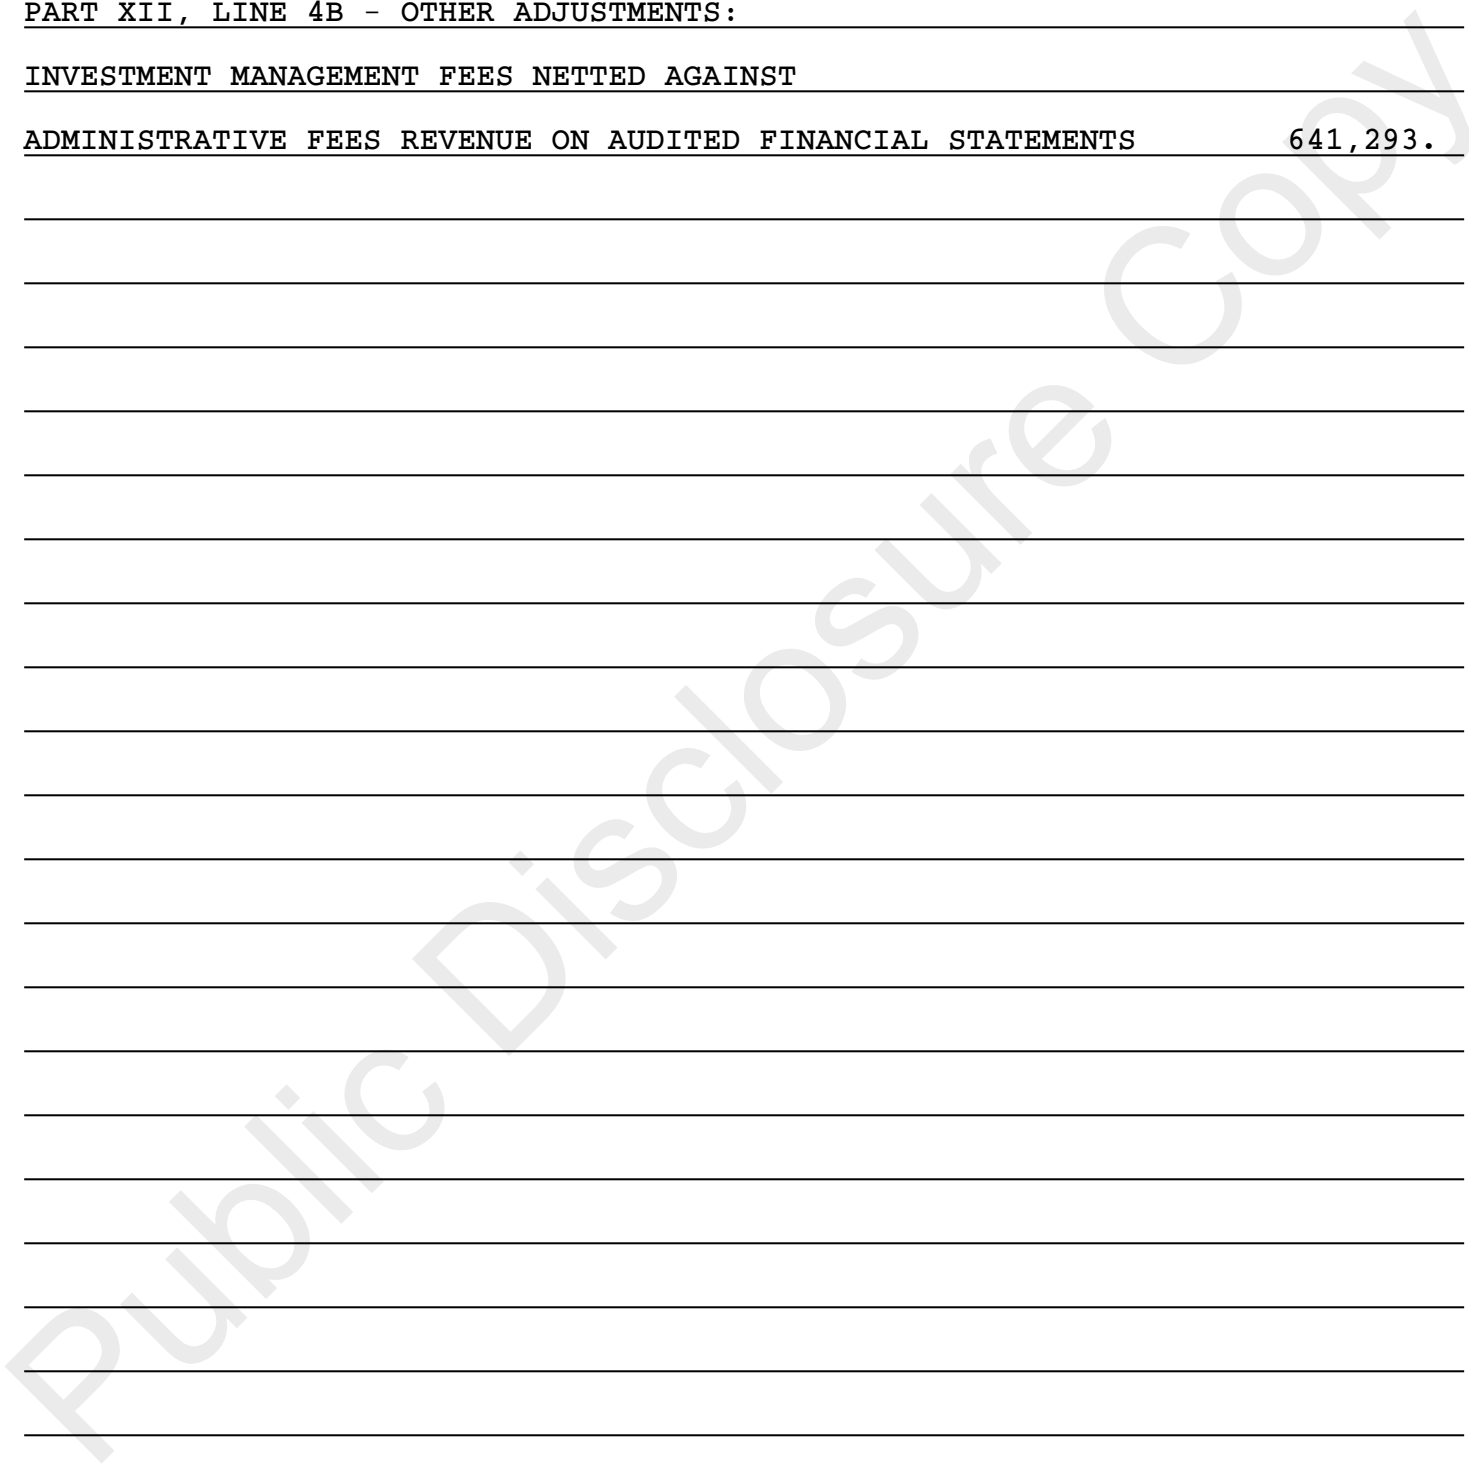 PART XII, LINE 4B - OTHER ADJUSTMENTS:
INVESTMENT MANAGEMENT FEES NETTED AGAINST
ADMINISTRATIVE FEES REVENUE ON AUDITED FINANCIAL STATEMENTS 641,293.
Public Disclosure Copy